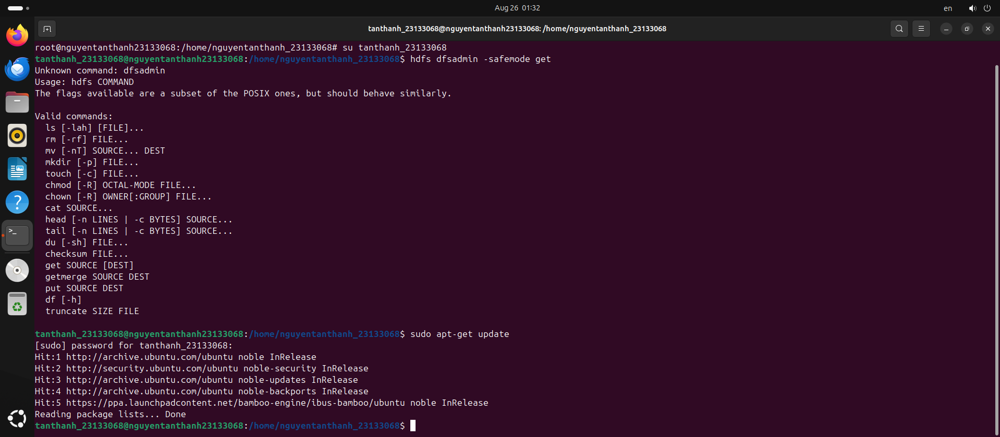 Aug 26 01:32
en
tanthanh_23133068@nguyentanthanh23133068: /home/nguyentanthanh_23133068
root@nguyentanthanh23133068:/home/nguyentanthanh_23133068# su tanthanh_23133068
tanthanh_23133068@nguyentanthanh23133068:/home/nguyentanthanh_23133068$ hdfs dfsadmin -safemode get
Unknown command: dfsadmin
Usage: hdfs COMMAND
The flags available are a subset of the POSIX ones, but should behave similarly.
Valid commands:
ls [-lah] [FILE]...
rm [-rf] FILE...
mv [-nT] SOURCE... DEST
mkdir [-p] FILE...
touch [-c] FILE...
chmod [-R] OCTAL-MODE FILE...
chown [-R] OWNER[:GROUP] FILE...
cat SOURCE...
head [-n LINES | -c BYTES] SOURCE...
tail [-n LINES | -c BYTES] SOURCE...
du [-sh] FILE...
checksum FILE...
get SOURCE [DEST]
getmerge SOURCE DEST
put SOURCE DEST
df [-h]
truncate SIZE FILE
tanthanh_23133068@nguyentanthanh23133068:/home/nguyentanthanh_23133068$ sudo apt-get update
[sudo] password for tanthanh_23133068:
Hit:1 http://archive.ubuntu.com/ubuntu noble InRelease
Hit:2 http://security.ubuntu.com/ubuntu noble-security InRelease
Hit:3 http://archive.ubuntu.com/ubuntu noble-updates InRelease
Hit:4 http://archive.ubuntu.com/ubuntu noble-backports InRelease
Hit:5 https://ppa.launchpadcontent.net/bamboo-engine/ibus-bamboo/ubuntu noble InRelease
Reading package lists... Done
tanthanh_23133068@nguyentanthanh23133068:/home/nguyentanthanh_23133068$